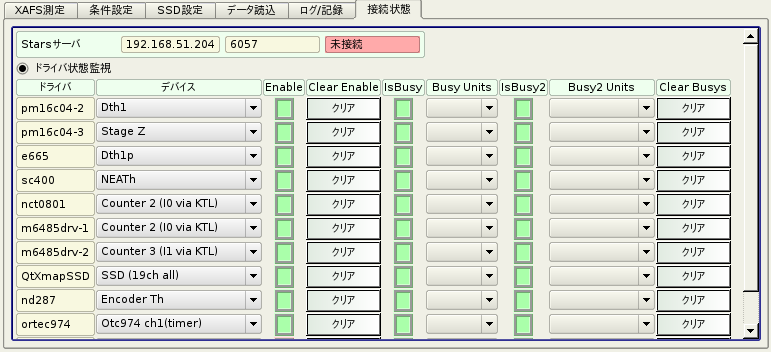 XAFS測定 条件設定 SSD設定 データ読込 ログ/記録 接続状態
Starsサーバ 192.168.51.204 6057 未接続
ドライバ状態監視
ドライバ デバイス Enable Clear Enable IsBusy Busy Units IsBusy2 Busy2 Units Clear Busys
pm16c04-2 Dth1 クリア クリア
pm16c04-3 Stage Z クリア クリア
e665 Dth1p クリア クリア
sc400 NEATh クリア クリア
nct0801 Counter 2 (I0 via KTL) クリア クリア
m6485drv-1 Counter 2 (I0 via KTL) クリア クリア
m6485drv-2 Counter 3 (I1 via KTL) クリア クリア
QtXmapSSD SSD (19ch all) クリア クリア
nd287 Encoder Th クリア クリア
ortec974 Otc974 ch1(timer) クリア クリア